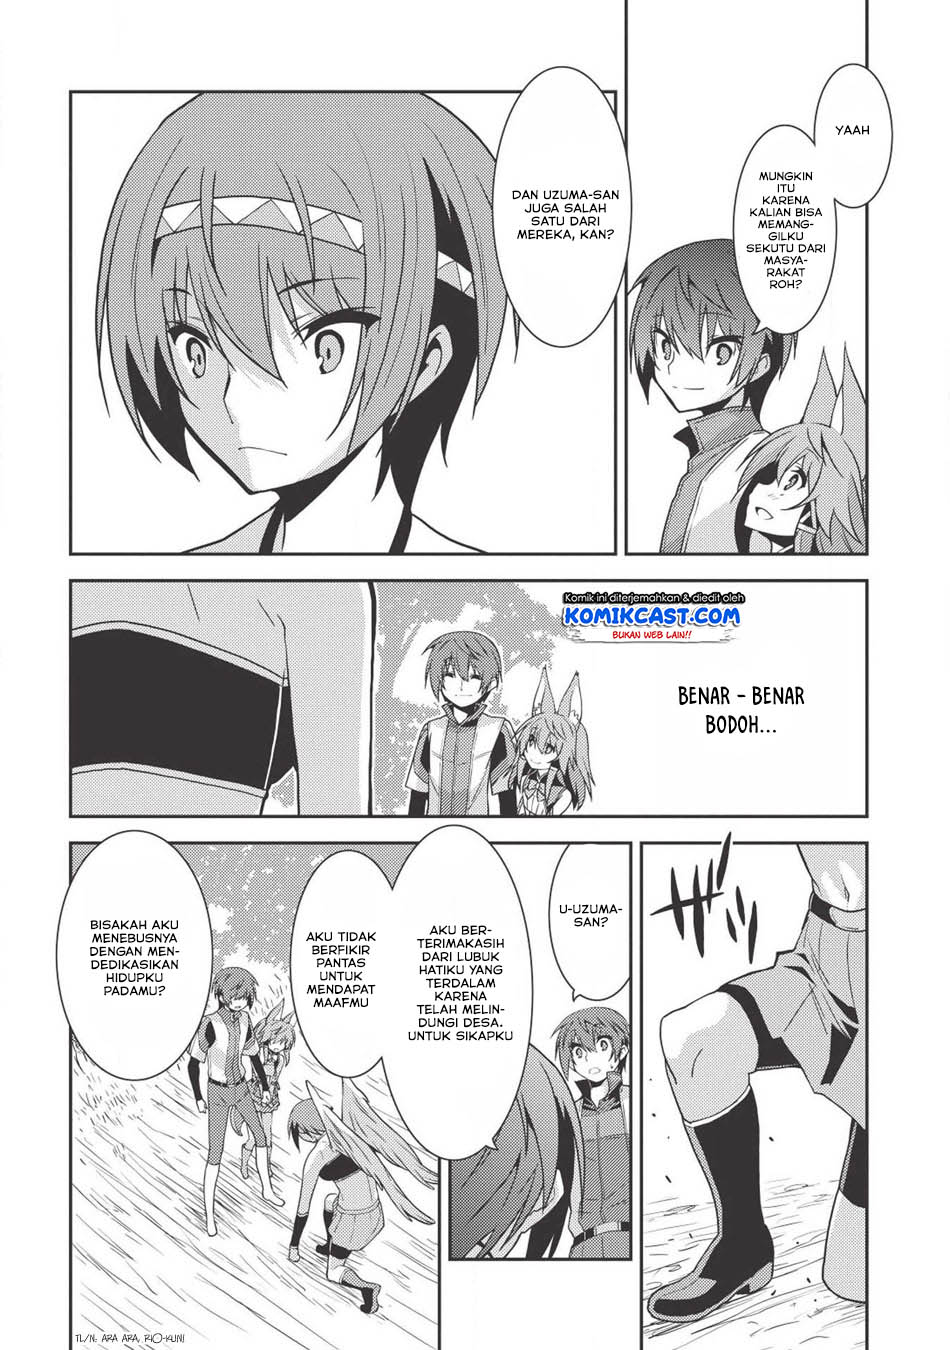 YAAH
MUNGKIN
ITU
KARENA
KALIAN BISA
MEMANG-
GILKU
SEKUTU DARI
MASYA-
RAKAT
ROH?
DAN UZUMA-SAN
JUGA SALAH
SATU DARI
MEREKA, KAN?
Komik ini diterjemahkan & diedit oleh
KOMIKCAST.COM
BUKAN WEB LAIN!!
BENAR - BENAR
BODOH...
U-UZUMA-
SAN?
AKU BER-
TERIMAKASIH
DARI LUBUK
HATIKU YANG
TERDALAM
KARENA
TELAH MELIN-
DUNGI DESA.
UNTUK SIKAPKU
AKU TIDAK
BERFIKIR
PANTAS
UNTUK
MENDAPAT
MAAFMU
BISAKAH AKU
MENEBUSNYA
DENGAN MEN-
DEDIKASIKAN
HIDUPKU
PADAMU?
TL/N: ARA ARA, RIO-KUN!